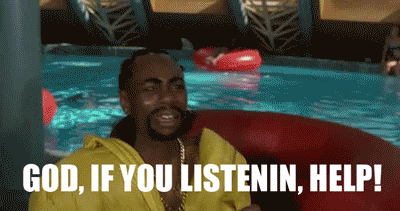 GOD, IF YOU LISTENIN, HELP!